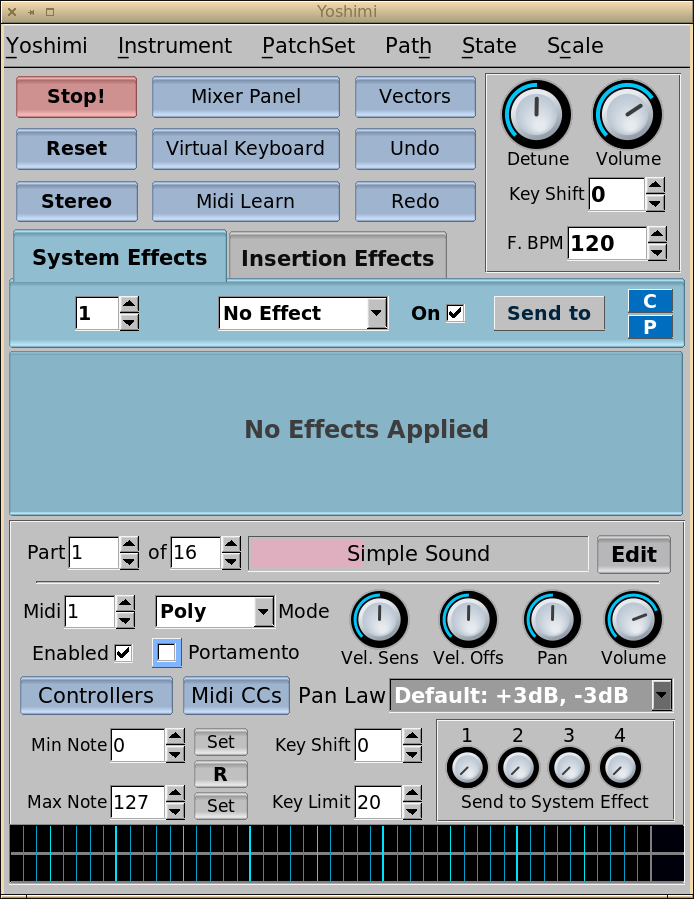 Yoshimi
Yoshimi Instrument PatchSet Path State Scale
Stop! Mixer Panel Vectors
Reset Virtual Keyboard Undo
Stereo Midi Learn Redo
Detune Volume
Key Shift 0
F. BPM 120
System Effects Insertion Effects
1 No Effect On Send to C
P
No Effects Applied
Part 1 of 16 Simple Sound Edit
Midi 1 Poly Mode
Enabled Portamento
Vel. Sens Vel. Offs Pan Volume
Controllers Midi CCs Pan Law Default: +3dB, -3dB
Min Note 0 Set Key Shift 0
R
Max Note 127 Set Key Limit 20
1 2 3 4
Send to System Effect